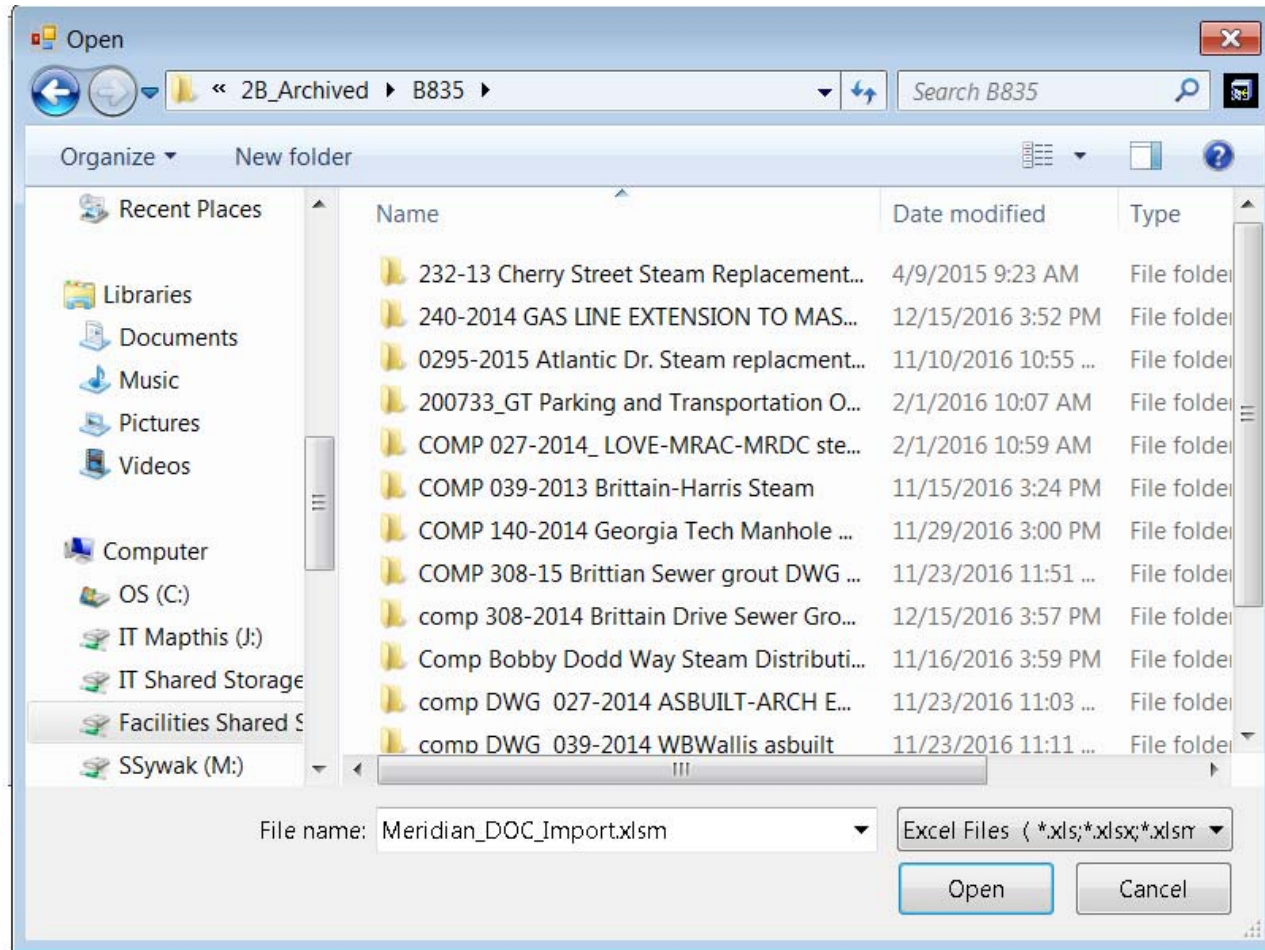 Open
« 2B_Archived ▸ B835 ▸
Search B835
Organize
New folder
Recent Places
Libraries
Documents
Music
Pictures
Videos
Computer
OS (C:)
IT Mapthis (J:)
IT Shared Storage
Facilities Shared S
SSywak (M:)
Name Date modified Type
232-13 Cherry Street Steam Replacement... 4/9/2015 9:23 AM File folder
240-2014 GAS LINE EXTENSION TO MAS... 12/15/2016 3:52 PM File folder
0295-2015 Atlantic Dr. Steam replacment... 11/10/2016 10:55 ... File folder
200733_GT Parking and Transportation O... 2/1/2016 10:07 AM File folder
COMP 027-2014_ LOVE-MRAC-MRDC ste... 2/1/2016 10:59 AM File folder
COMP 039-2013 Brittain-Harris Steam 11/15/2016 3:24 PM File folder
COMP 140-2014 Georgia Tech Manhole ... 11/29/2016 3:00 PM File folder
COMP 308-15 Brittian Sewer grout DWG ... 11/23/2016 11:51 ... File folder
comp 308-2014 Brittain Drive Sewer Gro... 12/15/2016 3:57 PM File folder
Comp Bobby Dodd Way Steam Distributi... 11/16/2016 3:59 PM File folder
comp DWG  027-2014 ASBUILT-ARCH E... 11/23/2016 11:03 ... File folder
comp DWG  039-2014 WBWallis asbuilt 11/23/2016 11:11 ... File folder
File name: Meridian_DOC_Import.xlsm
Excel Files ( *.xls;*.xlsx;*.xlsm
Open
Cancel